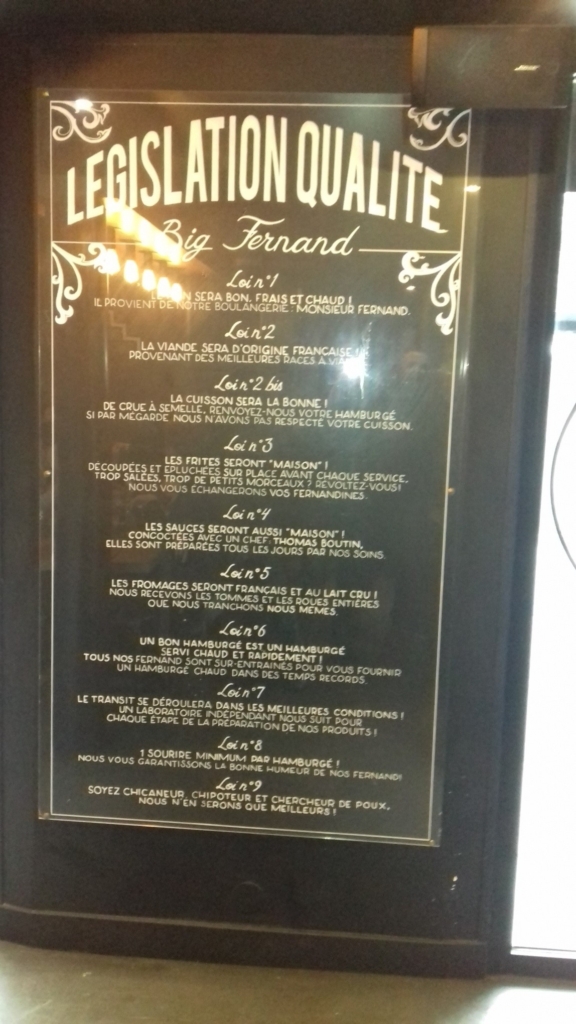 LEGISLATION QUALITE
Big Fernand
Loi n°1
SERA BON, FRAIS ET CHAUD !
IL PROVIENT DE NOTRE BOULANGERIE : MONSIEUR FERNAND.
Loi n°2
LA VIANDE SERA D'ORIGINE FRANÇAISE
PROVENANT DES MEILLEURES RACES À
Loi n°2 bis
LA CUISSON SERA LA BONNE !
DE CRUE À SEMELLE, RENVOYEZ-NOUS VOTRE HAMBURGÉ
SI PAR MÉGARDE NOUS N'AVONS PAS RESPECTÉ VOTRE CUISSON.
Loi n°3
LES FRITES SERONT "MAISON" !
DÉCOUPÉES ET ÉPLUCHÉES SUR PLACE AVANT CHAQUE SERVICE.
TROP SALÉES, TROP DE PETITS MORCEAUX ? RÉVOLTEZ-VOUS!
NOUS VOUS ÉCHANGERONS VOS FERNANDINES.
Loi n°4
LES SAUCES SERONT AUSSI "MAISON" !
CONCOCTÉES AVEC UN CHEF: THOMAS BOUTIN,
ELLES SONT PRÉPARÉES TOUS LES JOURS PAR NOS SOINS.
Loi n°5
LES FROMAGES SERONT FRANÇAIS ET AU LAIT CRU !
NOUS RECEVONS LES TOMMES ET LES ROUES ENTIÈRES
QUE NOUS TRANCHONS NOUS MEMES.
Loi n°6
UN BON HAMBURGÉ EST UN HAMBURGÉ
SERVI CHAUD ET RAPIDEMENT !
TOUS NOS FERNAND SONT SUR-ENTRAINÉS POUR VOUS FOURNIR
UN HAMBURGÉ CHAUD DANS DES TEMPS RECORDS.
Loi n°7
LE TRANSIT SE DÉROULERA DANS LES MEILLEURES CONDITIONS !
UN LABORATOIRE INDÉPENDANT NOUS SUIT POUR
CHAQUE ÉTAPE DE LA PRÉPARATION DE NOS PRODUITS !
Loi n°8
1 SOURIRE MINIMUM PAR HAMBURGÉ !
NOUS VOUS GARANTISSONS LA BONNE HUMEUR DE NOS FERNAND!
Loi n°9
SOYEZ CHICANEUR, CHIPOTEUR ET CHERCHEUR DE POUX,
NOUS N'EN SERONS QUE MEILLEURS !